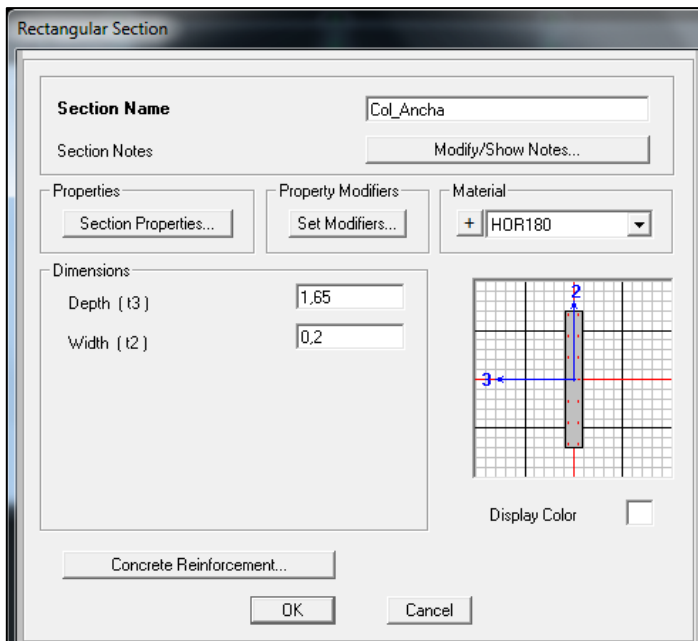 Rectangular Section
Section Name
Col_Ancha
Section Notes
Modify/Show Notes...
Properties
Section Properties...
Property Modifiers
Set Modifiers...
Material
+
HOR180
Dimensions
Depth ( t3 )
1,65
Width ( t2 )
0,2
2
3
Display Color
Concrete Reinforcement...
OK
Cancel